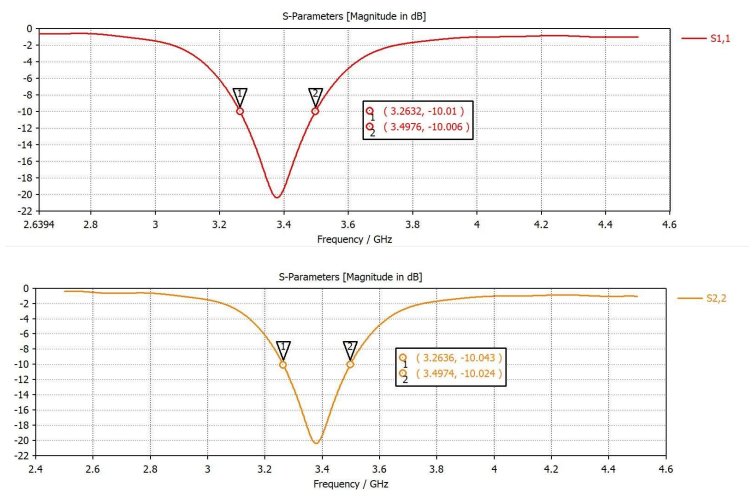 S-Parameters [Magnitude in dB]
0
-2
-4
-6
-8
-10
-12
-14
-16
-18
-20
-22
S1,1
1 2
1 ( 3.2632, -10.01 )
2 ( 3.4976, -10.006 )
2.6394 2.8 3 3.2 3.4 3.6 3.8 4 4.2 4.4 4.6
Frequency / GHz
S-Parameters [Magnitude in dB]
0
-2
-4
-6
-8
-10
-12
-14
-16
-18
-20
-22
S2,2
1 2
1 ( 3.2636, -10.043 )
2 ( 3.4974, -10.024 )
2.4 2.6 2.8 3 3.2 3.4 3.6 3.8 4 4.2 4.4 4.6
Frequency / GHz